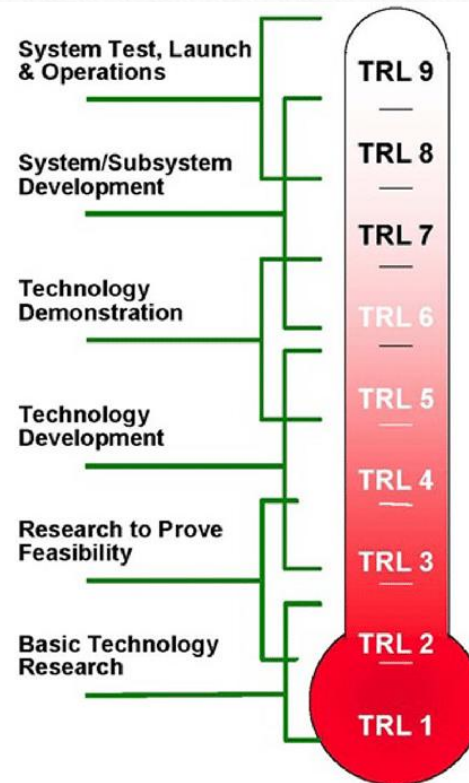 System Test, Launch
& Operations
System/Subsystem
Development
Technology
Demonstration
Technology
Development
Research to Prove
Feasibility
Basic Technology
Research
TRL 9
TRL 8
TRL 7
TRL 6
TRL 5
TRL 4
TRL 3
TRL 2
TRL 1